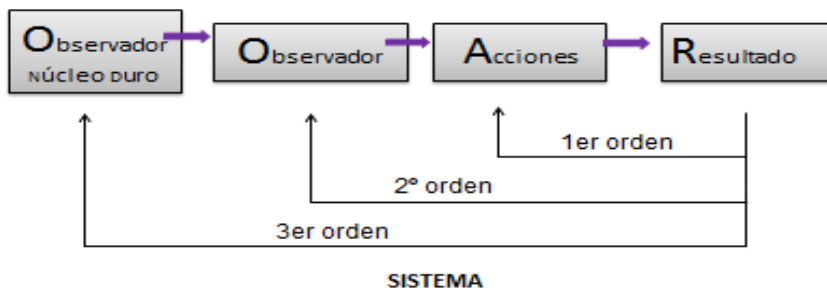 Observador
Núcleo Duro
Observador
Acciones
Resultado
1er orden
2º orden
3er orden
SISTEMA